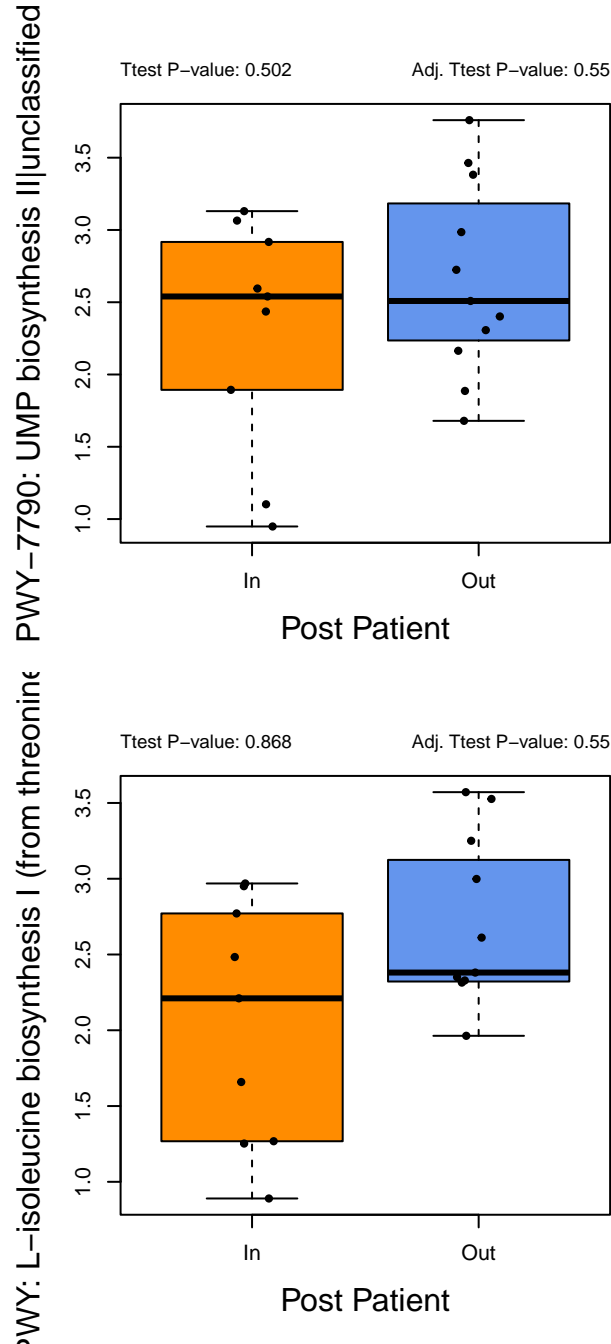 PWY−7790: UMP biosynthesis II|unclassified
Ttest P−value: 0.502
Adj. Ttest P−value: 0.55
3.5
3.0
2.5
2.0
1.5
1.0
In
Out
Post Patient
PWY: L−isoleucine biosynthesis I (from threonine
Ttest P−value: 0.868
Adj. Ttest P−value: 0.55
3.5
3.0
2.5
2.0
1.5
1.0
In
Out
Post Patient